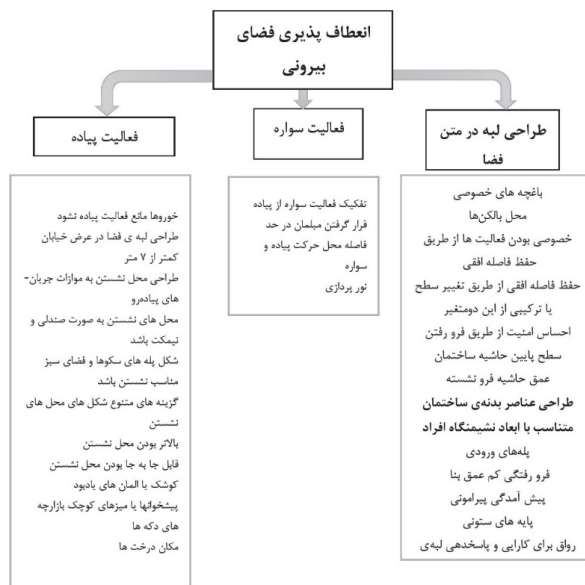 انعطاف پذیری فضای
بیرونی
طراحی لبه در متن
فضا
باغچه های خصوصی
محل بالکن‌ها
خصوصی بودن فعالیت ها از طریق
حفظ فاصله افقی
حفظ فاصله افقی از طریق تغییر سطح
یا ترکیبی از این دومتغیر
احساس امنیت از طریق فرو رفتن
سطح پایین حاشیه ساختمان
عمق حاشیه فرو نشسته
طراحی عناصر بدنه‌ی ساختمان
متناسب با ابعاد نشیمنگاه افراد
پله‌های ورودی
فرو رفتگی کم عمق بنا
پیش آمدگی پیرامونی
پایه های ستونی
رواق برای کارایی و پاسخدهی لبه‌ی
فعالیت سواره
تفکیک فعالیت سواره از پیاده
قرار گرفتن مبلمان در حد
فاصله محل حرکت پیاده و
سواره
نور پردازی
فعالیت پیاده
خوروها مانع فعالیت پیاده نشود
طراحی لبه ی فضا در عرض خیابان
کمتر از ۷ متر
طراحی محل نشستن به موازات جریان-
های پیاده‌رو
محل های نشستن به صورت صندلی و
نیمکت باشد
شکل پله های سکوها و فضای سبز
مناسب نشستن باشد
گزینه های متنوع شکل های محل های
نشستن
بالاتر بودن محل نشستن
قابل جا به جا بودن محل نشستن
کوشک یا المان های یادبود
پیشخوانها یا میزهای کوچک بازارچه
های دکه ها
مکان درخت ها